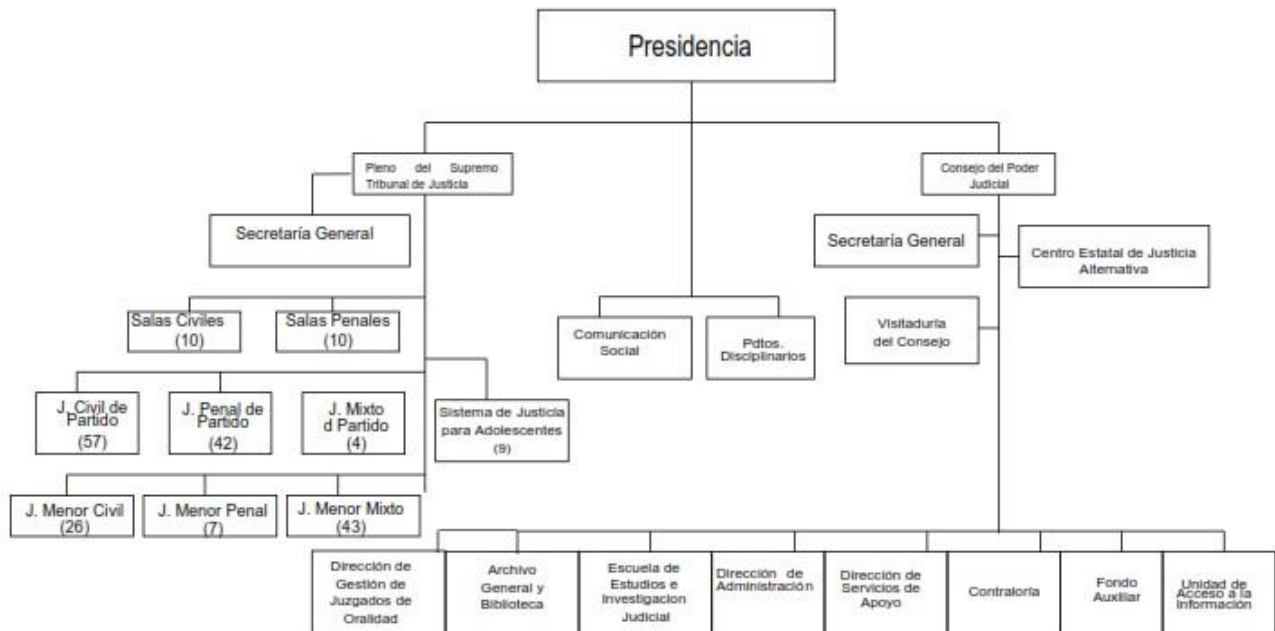 Presidencia
Pleno del Supremo
Tribunal de Justicia
Consejo del Poder
Judicial
Secretaría General
Secretaría General
Centro Estatal de Justicia
Alternativa
Salas Civiles
(10)
Salas Penales
(10)
Comunicación
Social
Pdtos.
Disciplinarios
Visitaduría
del Consejo
J. Civil de
Partido
(57)
J. Penal de
Partido
(42)
J. Mixto
d Partido
(4)
Sistema de Justicia
para Adolescentes
(9)
J. Menor Civil
(26)
J. Menor Penal
(7)
J. Menor Mixto
(43)
Dirección de
Gestión de
Juzgados de
Oralidad
Archivo
General y
Biblioteca
Escuela de
Estudios e
Investigacion
Judicial
Dirección de
Administración
Dirección de
Servicios de
Apoyo
Contraloría
Fondo
Auxiliar
Unidad de
Acceso a la
Información